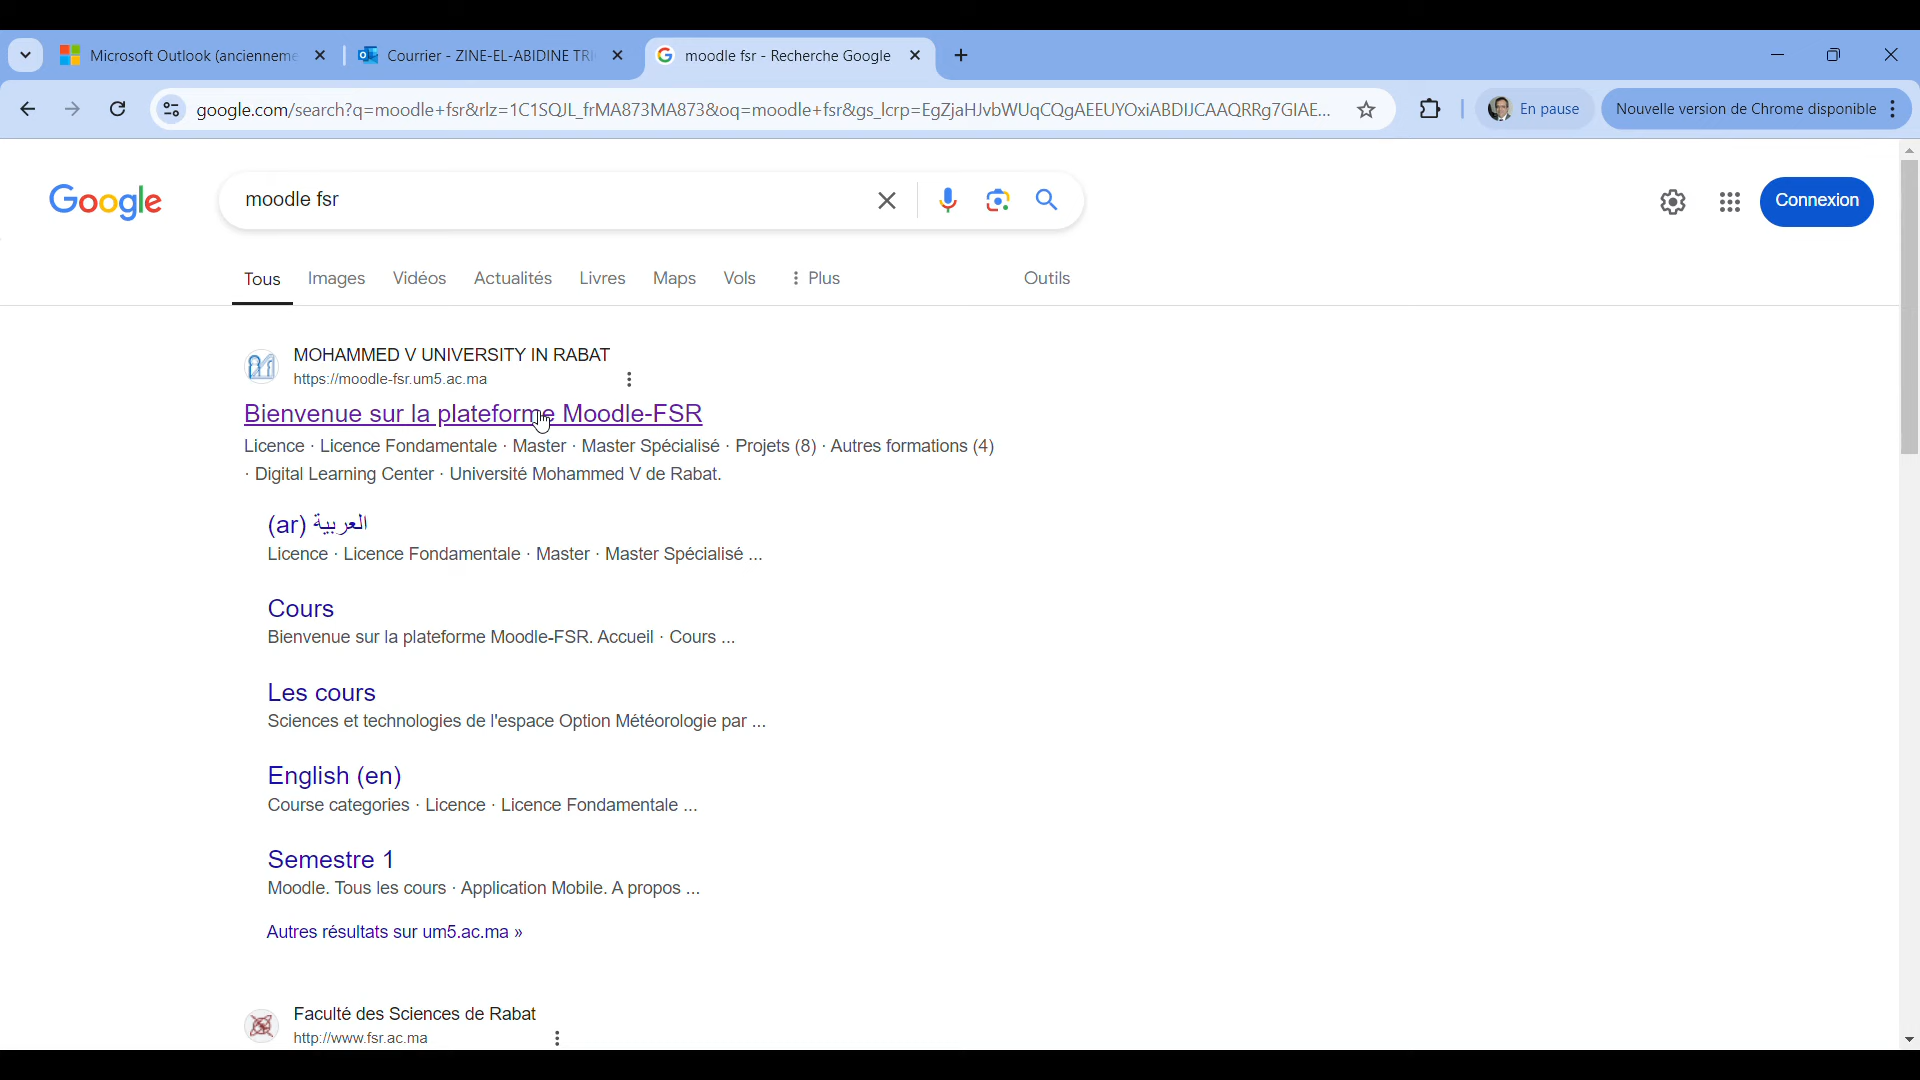 Microsoft Outlook (ancienneme
Courrier - ZINE-EL-ABIDINE TRI
moodle fsr - Recherche Google
google.com/search?q=moodle+fsr&rlz=1C1SQJL_frMA873MA873&oq=moodle+fsr&gs_lcrp=EgZjaHJvbWUqCQgAEEUYOxiABDIJCAAQRRg7GIAE...
En pause
Nouvelle version de Chrome disponible
Google
moodle fsr
Connexion
Tous
Images
Vidéos
Actualités
Livres
Maps
Vols
Plus
Outils
MOHAMMED V UNIVERSITY IN RABAT
https://moodle-fsr.um5.ac.ma
Bienvenue sur la plateforme Moodle-FSR
Licence · Licence Fondamentale · Master · Master Spécialisé · Projets (8) · Autres formations (4)
· Digital Learning Center · Université Mohammed V de Rabat.
العربية (ar)
Licence · Licence Fondamentale · Master · Master Spécialisé ...
Cours
Bienvenue sur la plateforme Moodle-FSR. Accueil · Cours ...
Les cours
Sciences et technologies de l'espace Option Météorologie par ...
English (en)
Course categories · Licence · Licence Fondamentale ...
Semestre 1
Moodle. Tous les cours · Application Mobile. A propos ...
Autres résultats sur um5.ac.ma »
Faculté des Sciences de Rabat
http://www.fsr.ac.ma